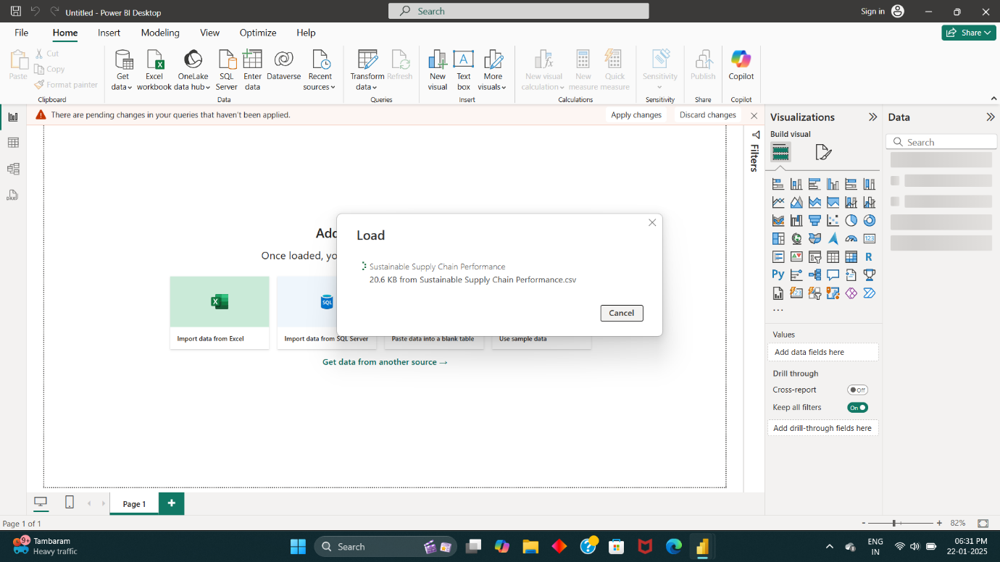 Untitled - Power BI Desktop
Search
Sign in
File Home Insert Modeling View Optimize Help
Share
Paste
Cut
Copy
Format painter
Clipboard
Get data
Excel workbook
OneLake data hub
SQL Server
Enter data
Dataverse
Recent sources
Data
Transform data
Refresh
Queries
New visual
A
Text box
More visuals
Insert
New visual calculation
New measure
Quick measure
Calculations
Sensitivity
Sensitivity
Publish
Share
Copilot
Copilot
There are pending changes in your queries that haven't been applied.
Apply changes
Discard changes
Filters
Add
Once loaded, yo
Load
Sustainable Supply Chain Performance
20.6 KB from Sustainable Supply Chain Performance.csv
Cancel
SQL
Import data from Excel
Import data from SQL Server
Paste data into a blank table
Use sample data
Get data from another source →
Visualizations
Build visual
123
R
Py
123
...
Values
Add data fields here
Drill through
Cross-report
Off
Keep all filters
On
Add drill-through fields here
Data
Search
DAX
Page 1
+
Page 1 of 1
- + 82%
9+
Tambaram
Heavy traffic
Search
ENG
IN
06:31 PM
22-01-2025